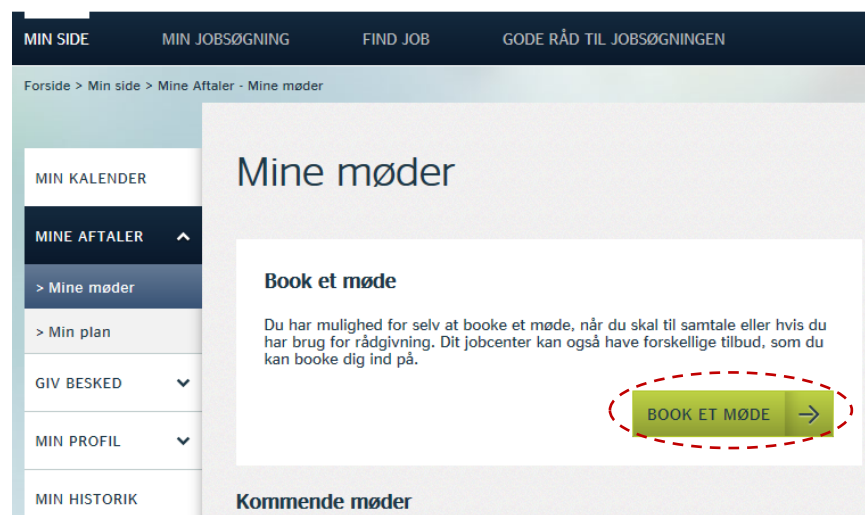 MIN SIDE MIN JOBSØGNING FIND JOB GODE RÅD TIL JOBSØGNINGEN
Forside > Min side > Mine Aftaler - Mine møder
MIN KALENDER
MINE AFTALER
> Mine møder
> Min plan
GIV BESKED
MIN PROFIL
MIN HISTORIK
Mine møder
Book et møde
Du har mulighed for selv at booke et møde, når du skal til samtale eller hvis du
har brug for rådgivning. Dit jobcenter kan også have forskellige tilbud, som du
kan booke dig ind på.
BOOK ET MØDE
Kommende møder